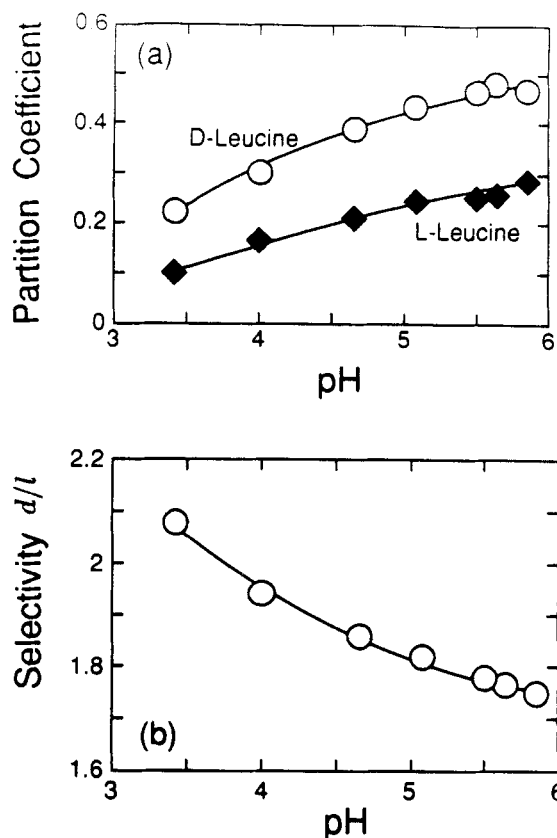 0.6
(a)
0.4
D-Leucine
0.2
L-Leucine
0
3 4 5 6
pH
Partition Coefficient
2.2
2
1.8
(b)
1.6
3 4 5 6
pH
Selectivity d/l